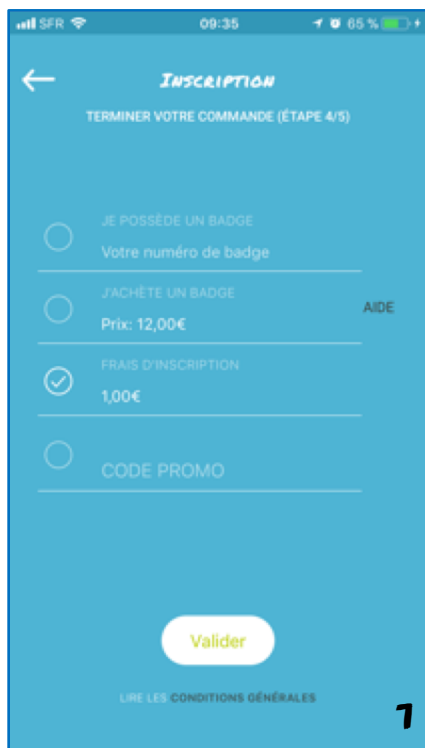 SFR 09:35 65 %
INSCRIPTION
TERMINER VOTRE COMMANDE (ÉTAPE 4/5)
JE POSSÈDE UN BADGE
Votre numéro de badge
J'ACHÈTE UN BADGE
AIDE
Prix: 12,00€
FRAIS D'INSCRIPTION
1,00€
CODE PROMO
Valider
LIRE LES CONDITIONS GÉNÉRALES
7